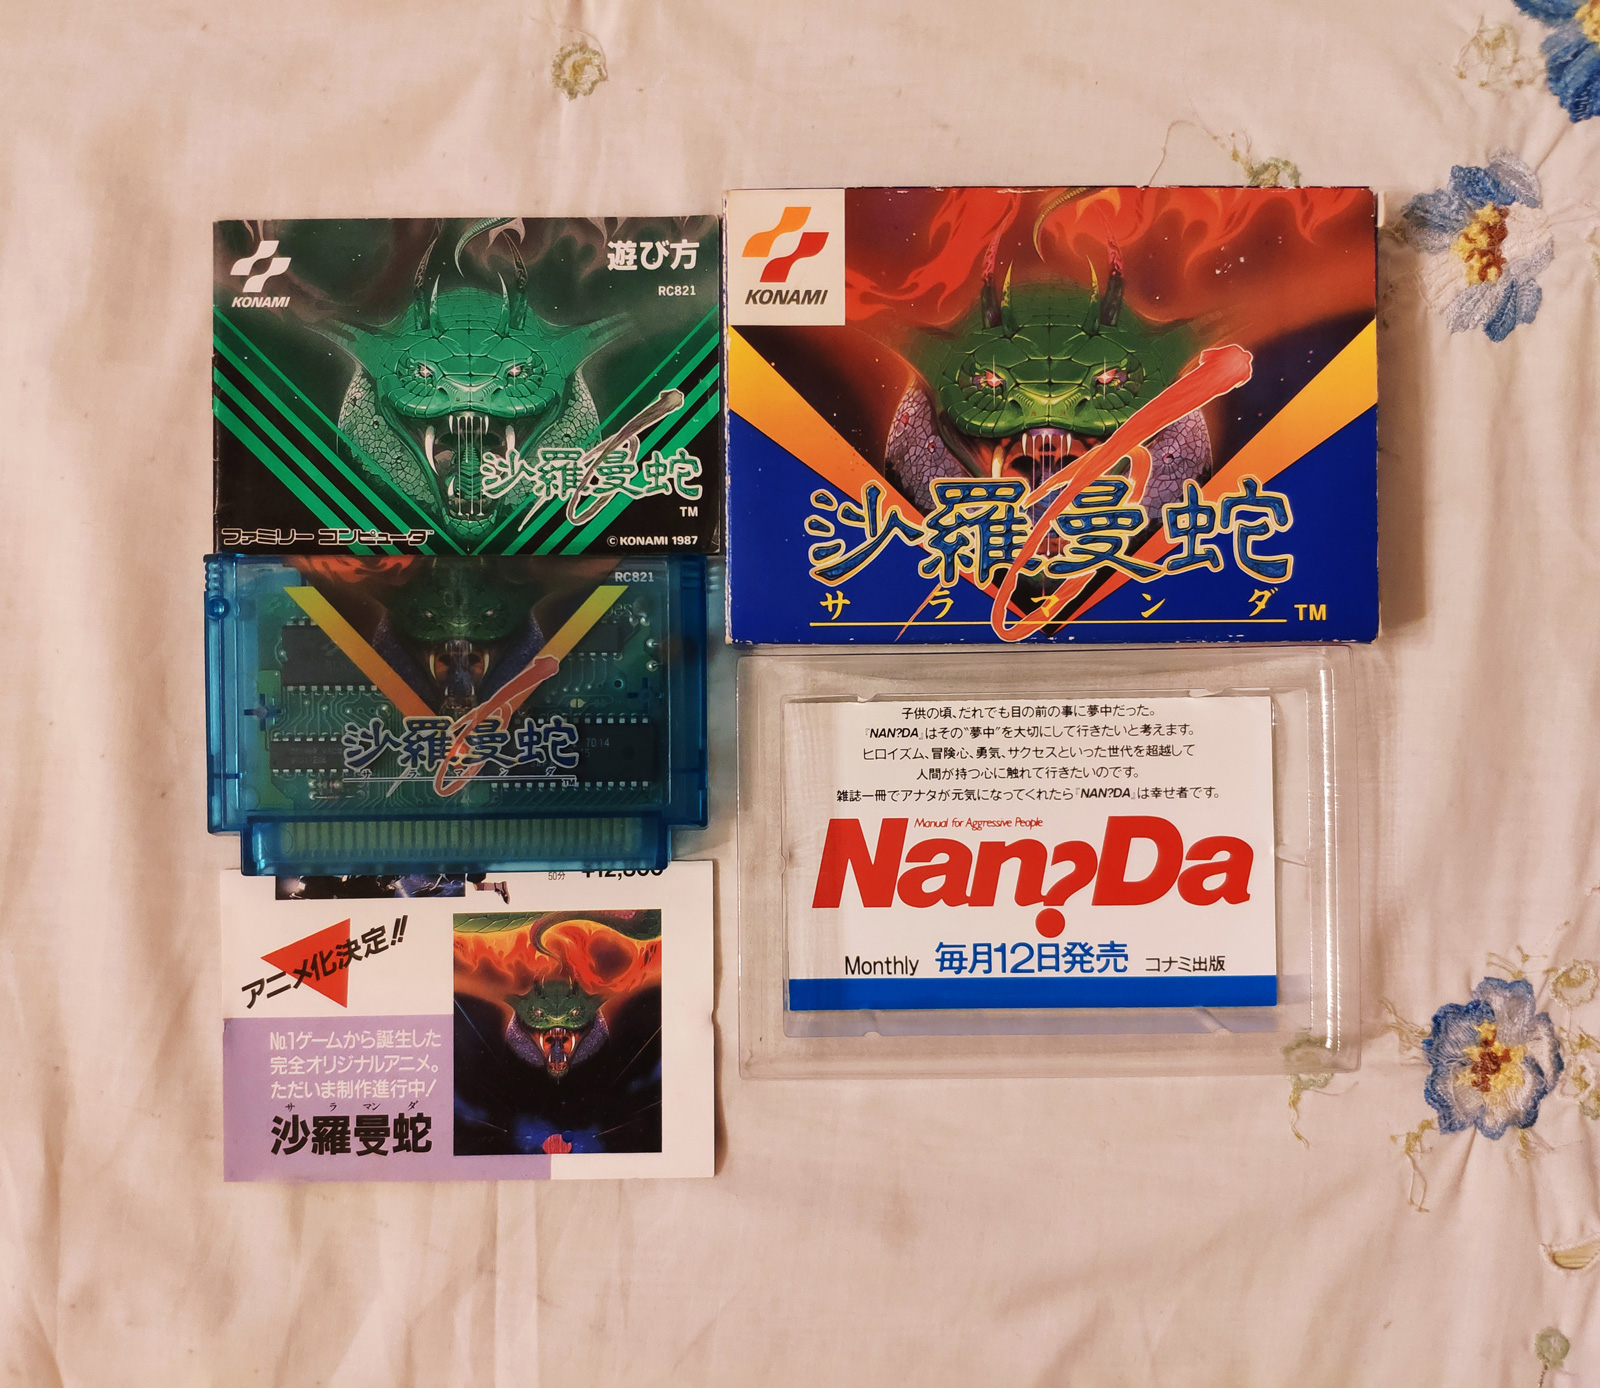 KONAMI
遊び方
RC821
沙羅曼蛇
TM
ファミリーコンピュータ
©KONAMI 1987
KONAMI
沙羅曼蛇
サラマンダ
TM
RC821
沙羅曼蛇
サラマンダ
TM
50分
アニメ化決定!!
No.1ゲームから誕生した
完全オリジナルアニメ。
ただいま制作進行中!
サラマンダ
沙羅曼蛇
子供の頃、だれでも目の前の事に夢中だった。
『NAN?DA』はその“夢中”を大切にして行きたいと考えます。
ヒロイズム、冒険心、勇気、サクセスといった世代を超越して
人間が持つ心に触れて行きたいのです。
雑誌一冊でアナタが元気になってくれたら『NAN?DA』は幸せ者です。
Manual for Aggressive People
Nan?Da
Monthly 毎月12日発売 コナミ出版